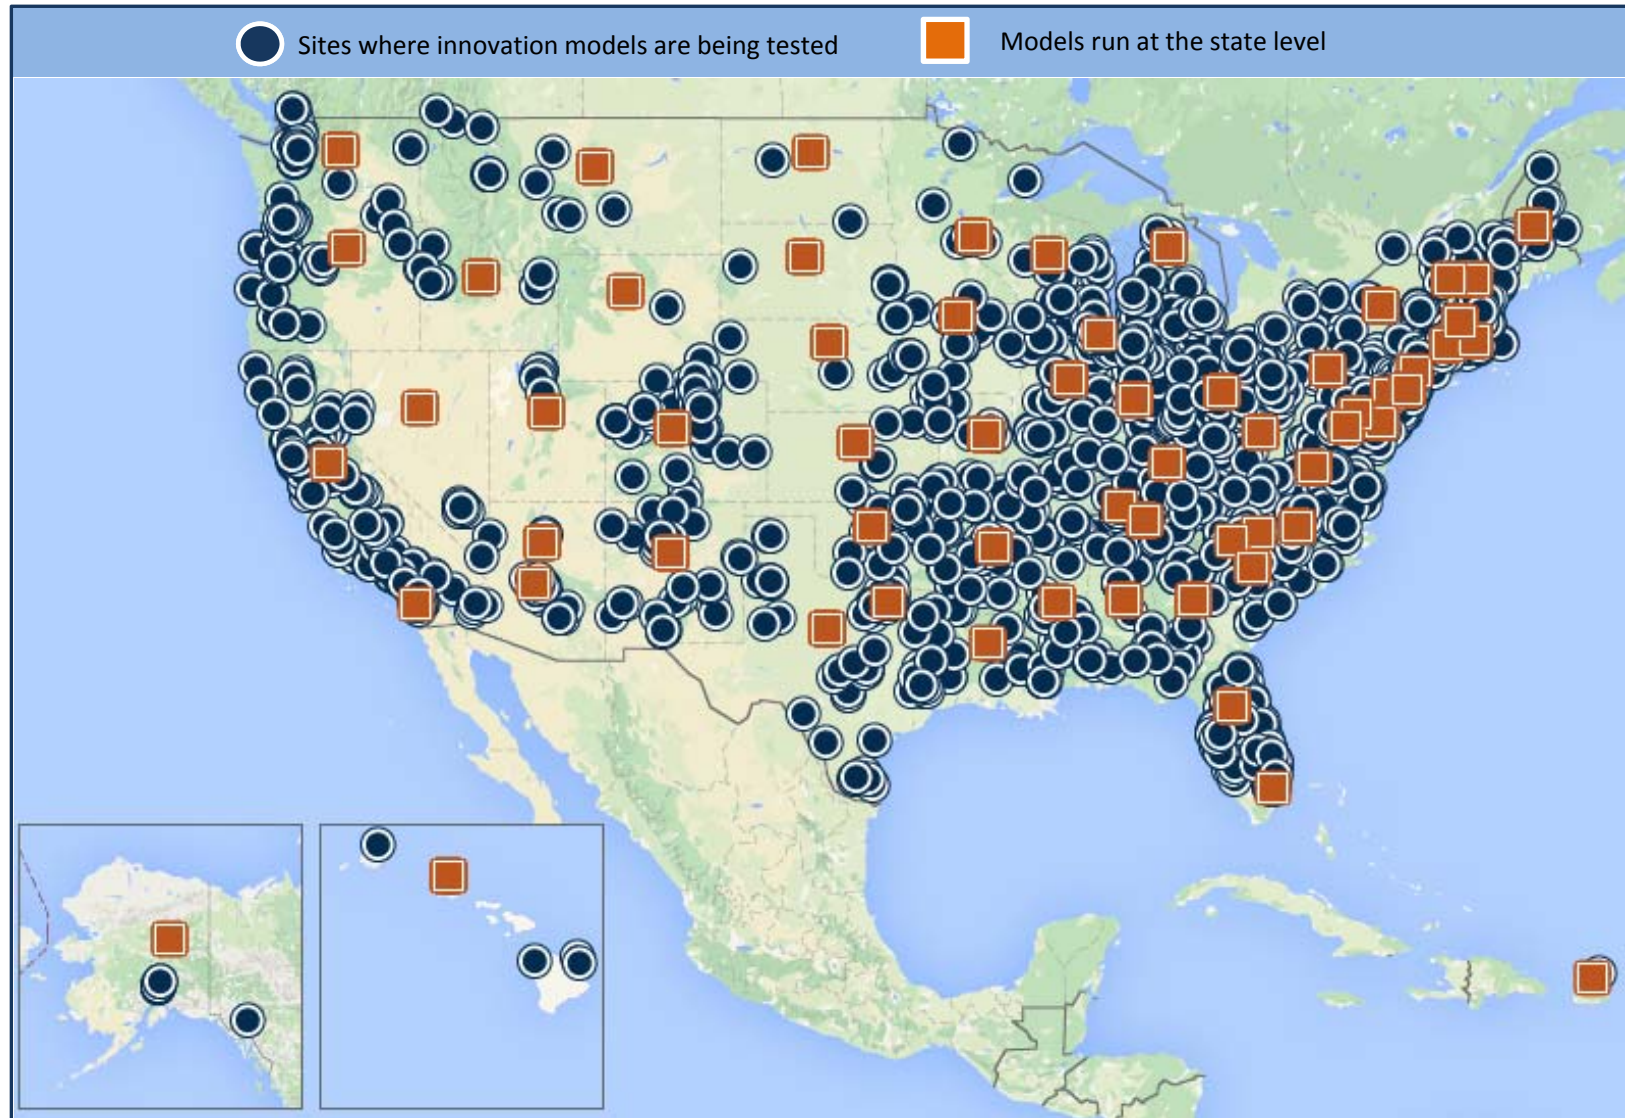 Sites where innovation models are being tested
Models run at the state level